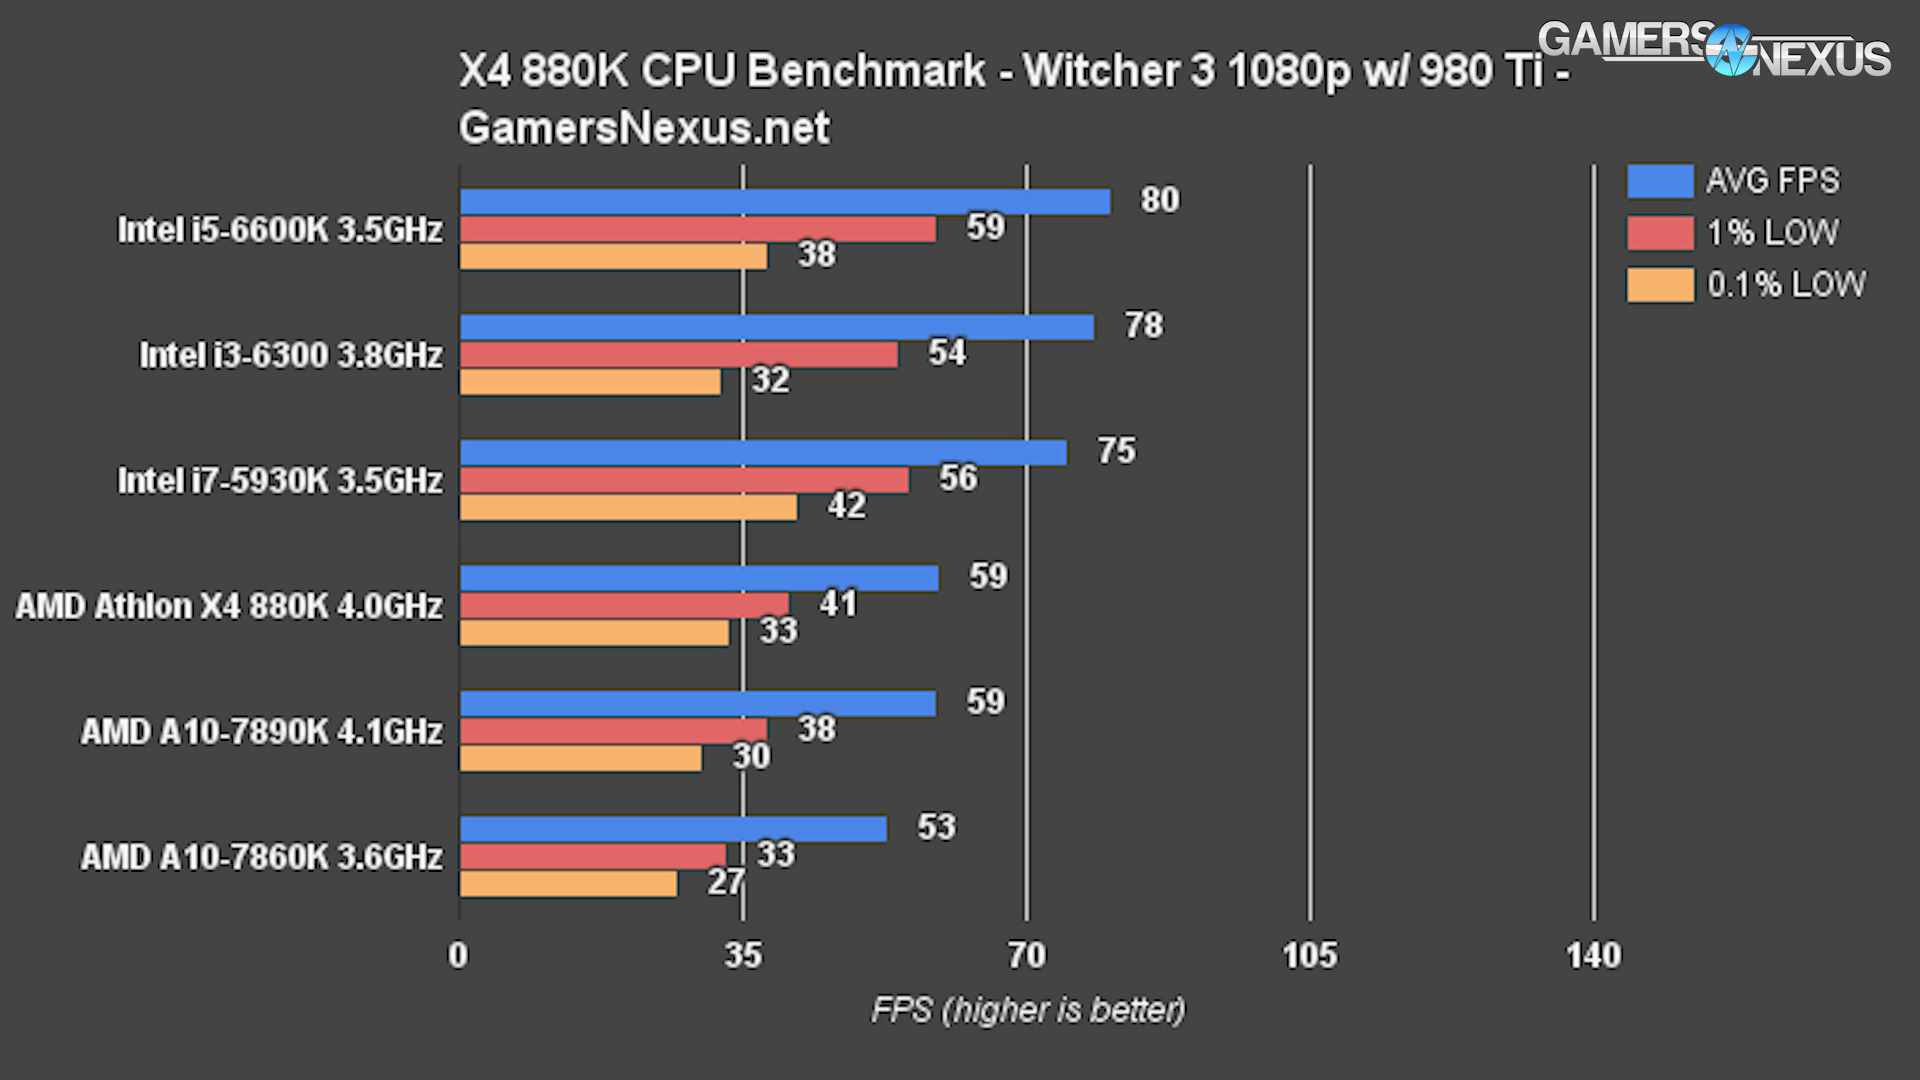 GAMERS NEXUS
X4 880K CPU Benchmark - Witcher 3 1080p w/ 980 Ti -
GamersNexus.net
AVG FPS
1% LOW
0.1% LOW
Intel i5-6600K 3.5GHz
80
59
38
Intel i3-6300 3.8GHz
78
54
32
Intel i7-5930K 3.5GHz
75
56
42
AMD Athlon X4 880K 4.0GHz
59
41
33
AMD A10-7890K 4.1GHz
59
38
30
AMD A10-7860K 3.6GHz
53
33
27
0 35 70 105 140
FPS (higher is better)